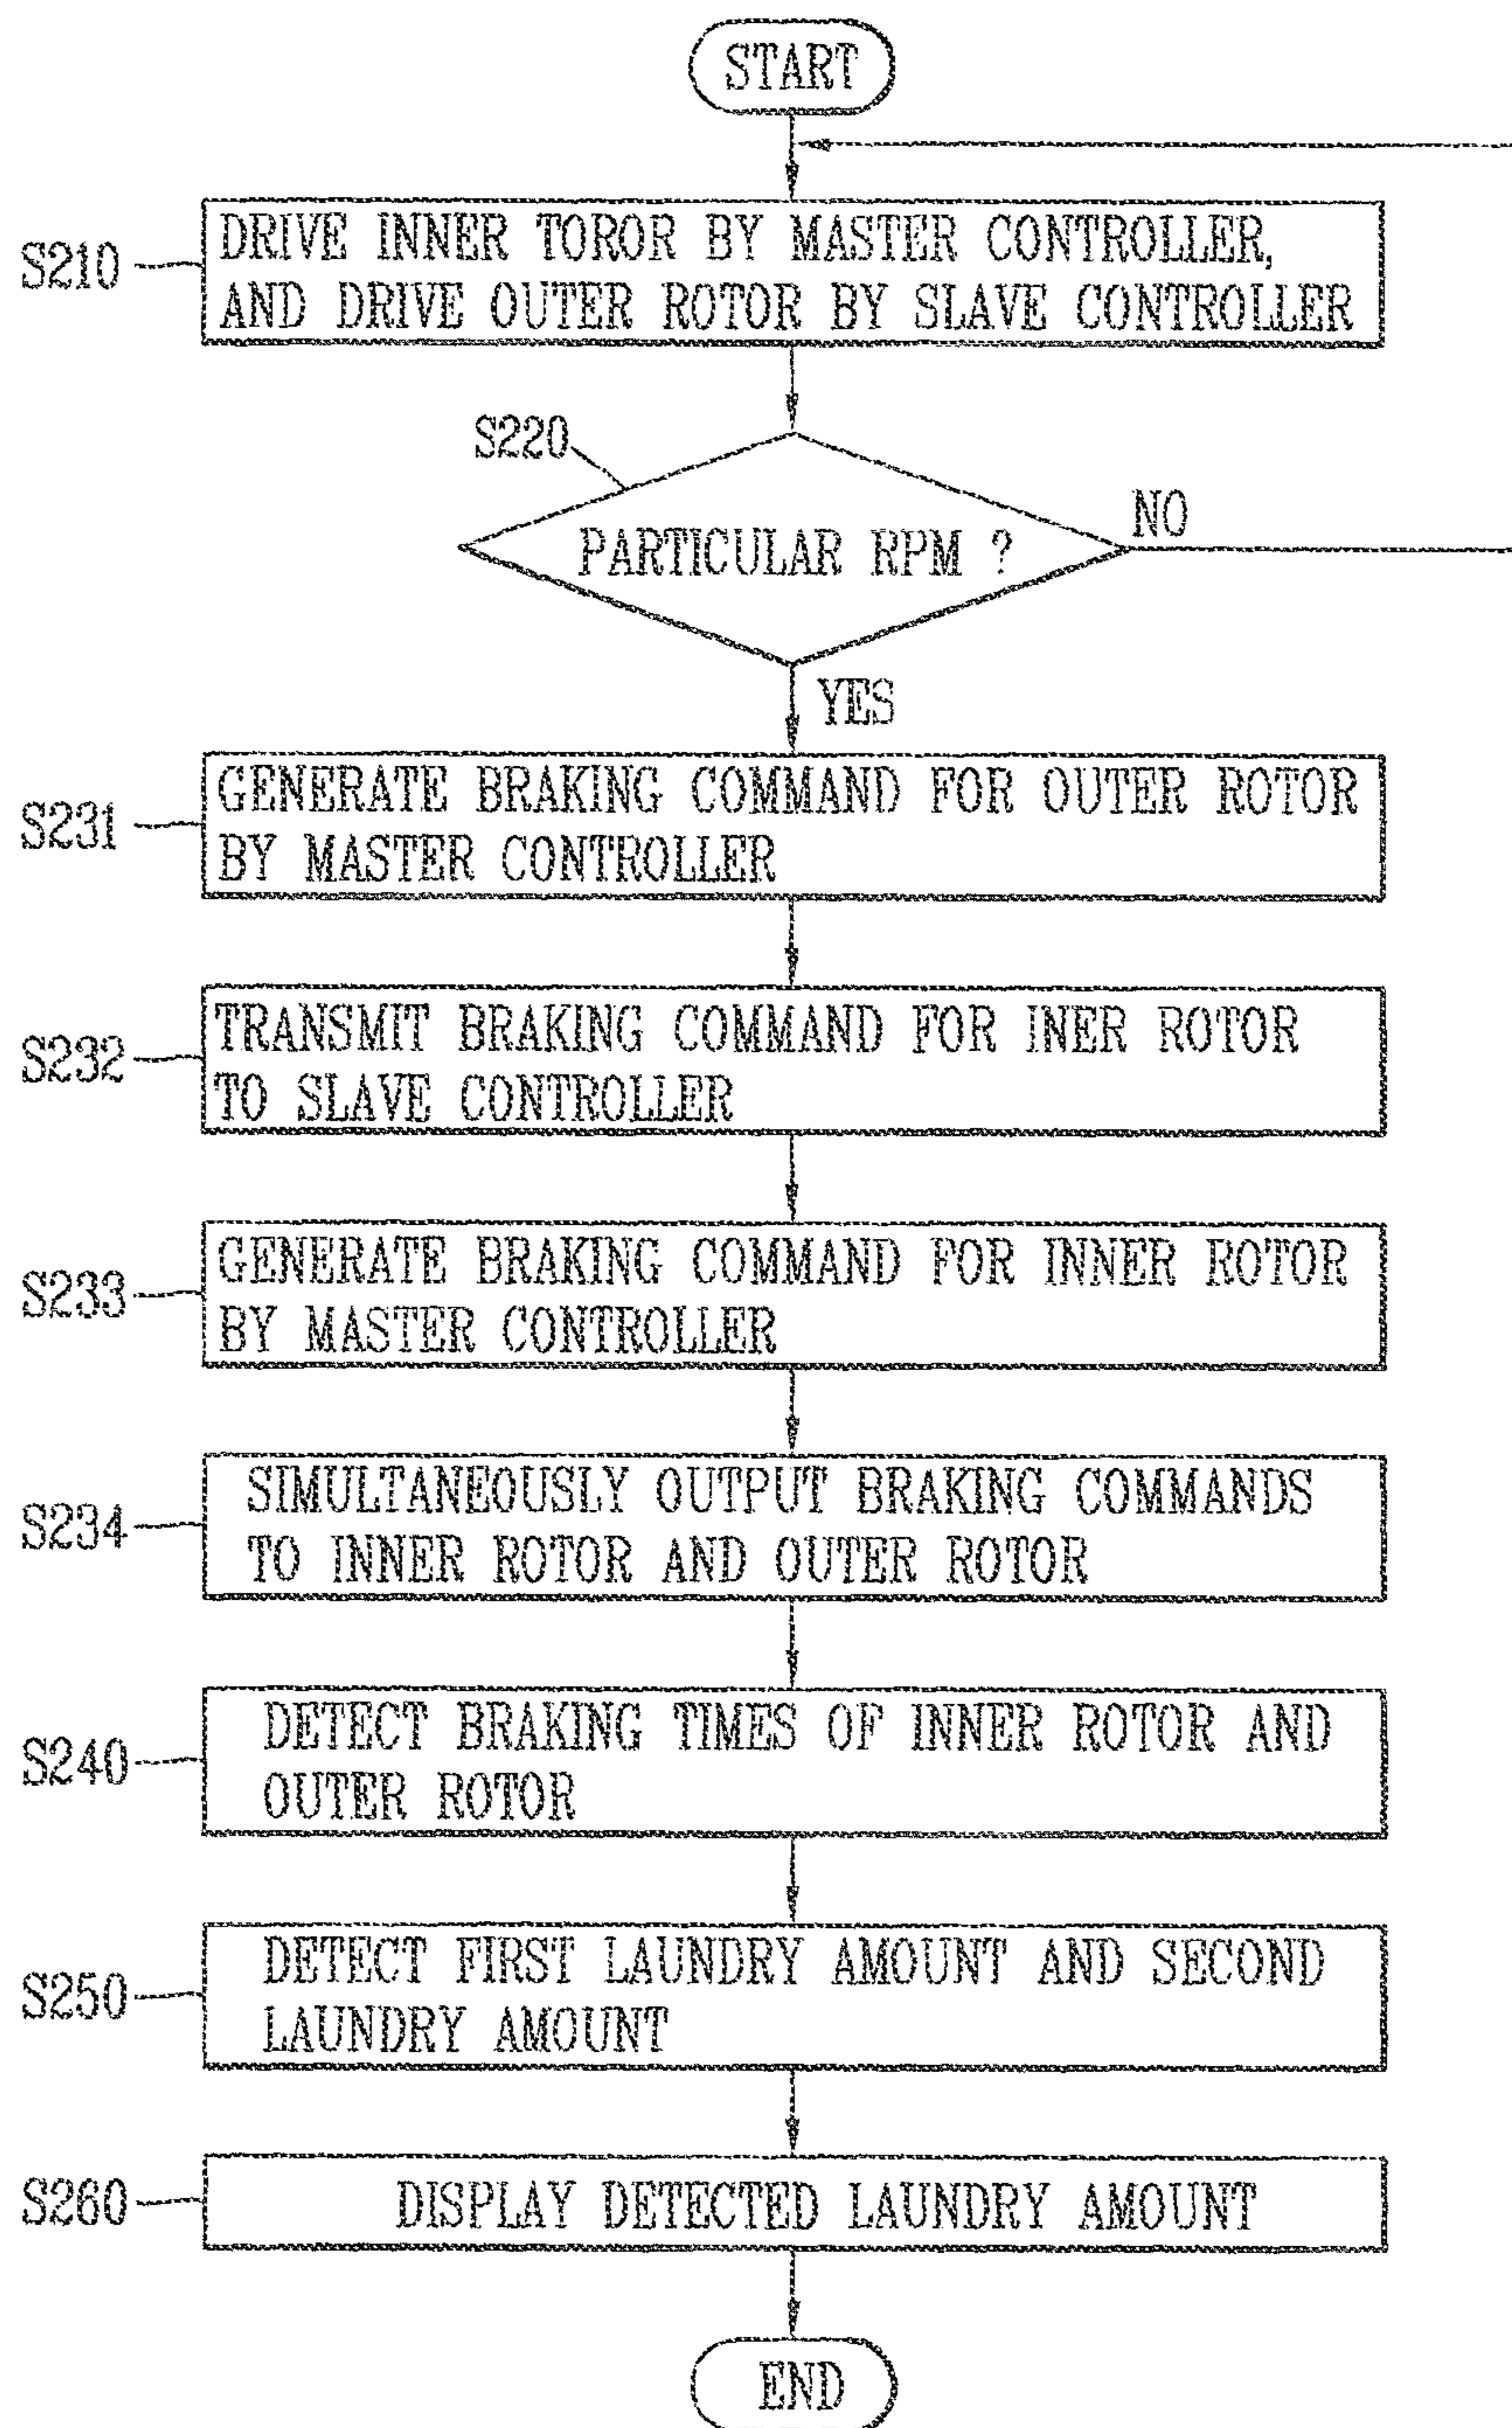 START
S210
DRIVE INNER TOROR BY MASTER CONTROLLER,
AND DRIVE OUTER ROTOR BY SLAVE CONTROLLER
S220
PARTICULAR RPM ?
NO
YES
S231
GENERATE BRAKING COMMAND FOR OUTER ROTOR
BY MASTER CONTROLLER
S232
TRANSMIT BRAKING COMMAND FOR INER ROTOR
TO SLAVE CONTROLLER
S233
GENERATE BRAKING COMMAND FOR INNER ROTOR
BY MASTER CONTROLLER
S234
SIMULTANEOUSLY OUTPUT BRAKING COMMANDS
TO INNER ROTOR AND OUTER ROTOR
S240
DETECT BRAKING TIMES OF INNER ROTOR AND
OUTER ROTOR
S250
DETECT FIRST LAUNDRY AMOUNT AND SECOND
LAUNDRY AMOUNT
S260
DISPLAY DETECTED LAUNDRY AMOUNT
END